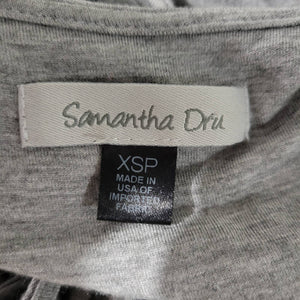 Samantha Dru
XSP
MADE IN
USA OF
IMPORTED
FABRIC